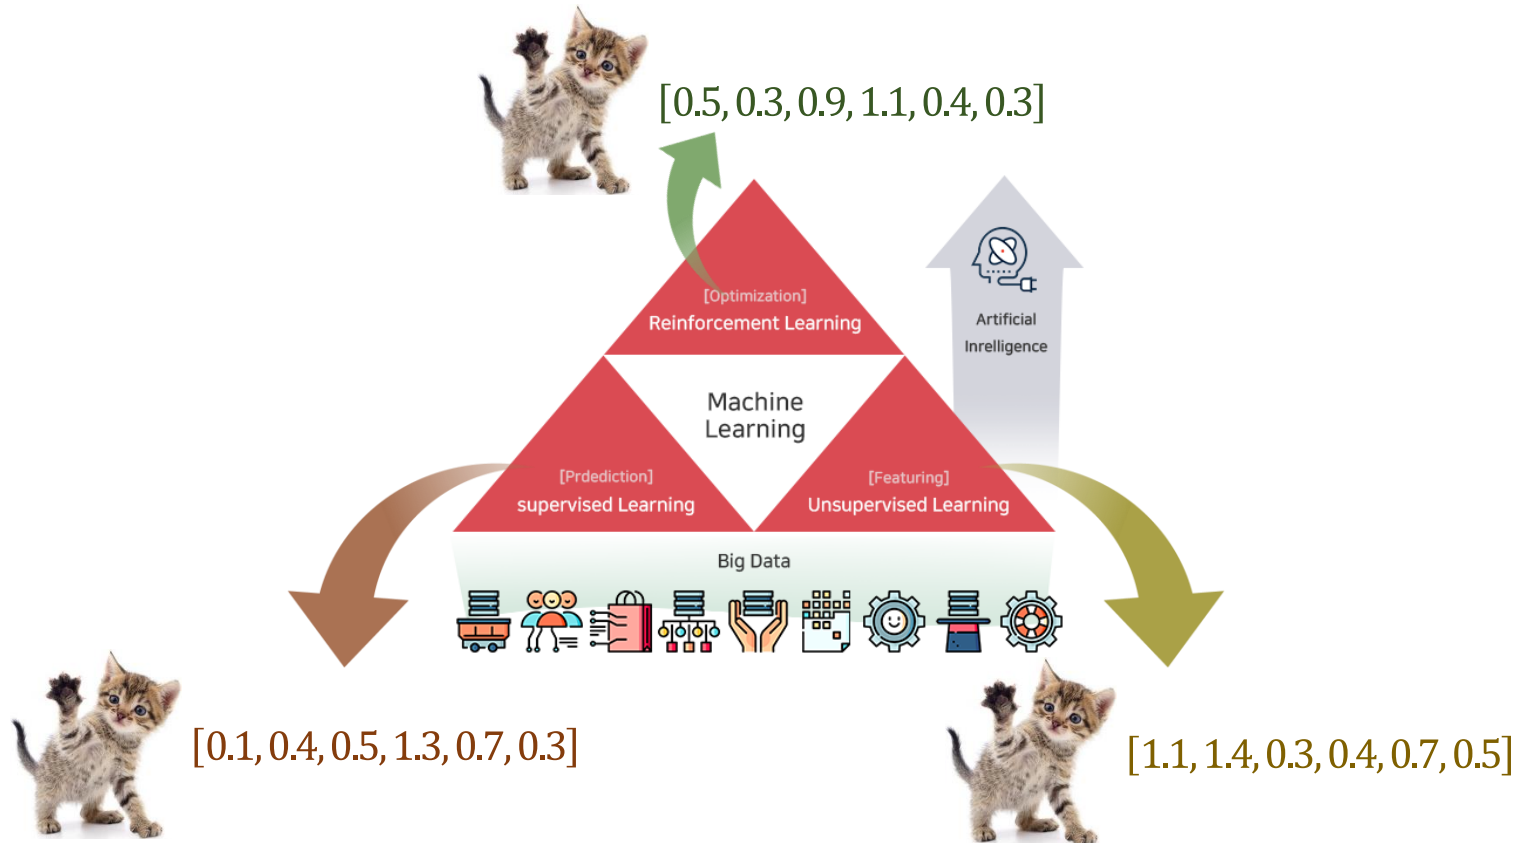 [0.5, 0.3, 0.9, 1.1, 0.4, 0.3]
[Optimization]
Reinforcement Learning
Artificial
Inrelligence
Machine
Learning
[Prdediction]
supervised Learning
[Featuring]
Unsupervised Learning
Big Data
[0.1, 0.4, 0.5, 1.3, 0.7, 0.3]
[1.1, 1.4, 0.3, 0.4, 0.7, 0.5]